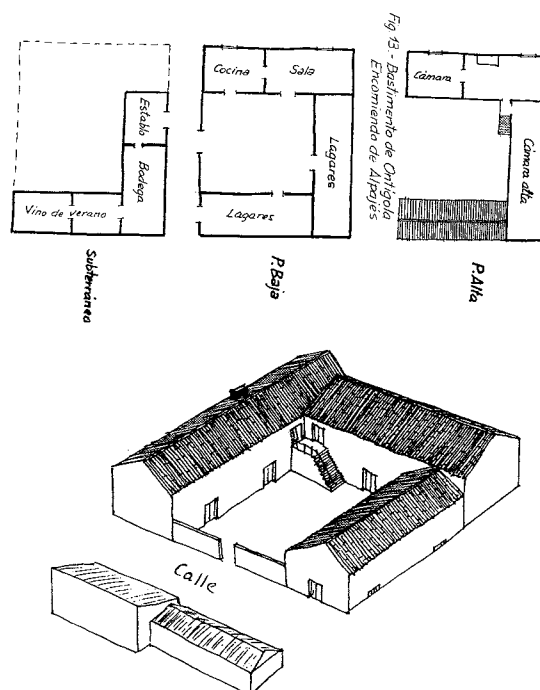 Fig 13.- Bastimento de Ontígola
Encomienda de Alpajés
Vino de verano
Bodega
Establo
Subterráneo
Cocina
Sala
Lagares
Lagares
P.Baja
Cámara
Cámara alta
P.Alta
Calle